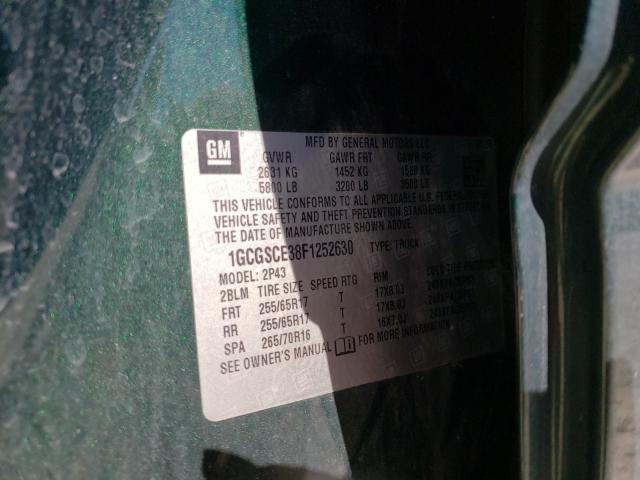 GM
MFD BY GENERAL MOTORS LLC
GVWR GAWR FRT GAWR RR
2631 KG 1452 KG 1588 KG
5800 LB 3200 LB 3500 LB
THIS VEHICLE CONFORMS TO ALL APPLICABLE U.S. FEDERAL
VEHICLE SAFETY AND THEFT PREVENTION STANDARDS IN
THE DATE OF MANUFACTURE SHOWN ABOVE.
1GCGSCE38F1252630 TYPE: TRUCK
MODEL: 2P43
2BLM TIRE SIZE SPEED RTG RIM COLD TIRE
FRT 255/65R17 T 17X8.0J
RR 255/65R17 T 17X8.0J
SPA 265/70R16 T 16X7.0J
SEE OWNER'S MANUAL FOR MORE INFORMATION